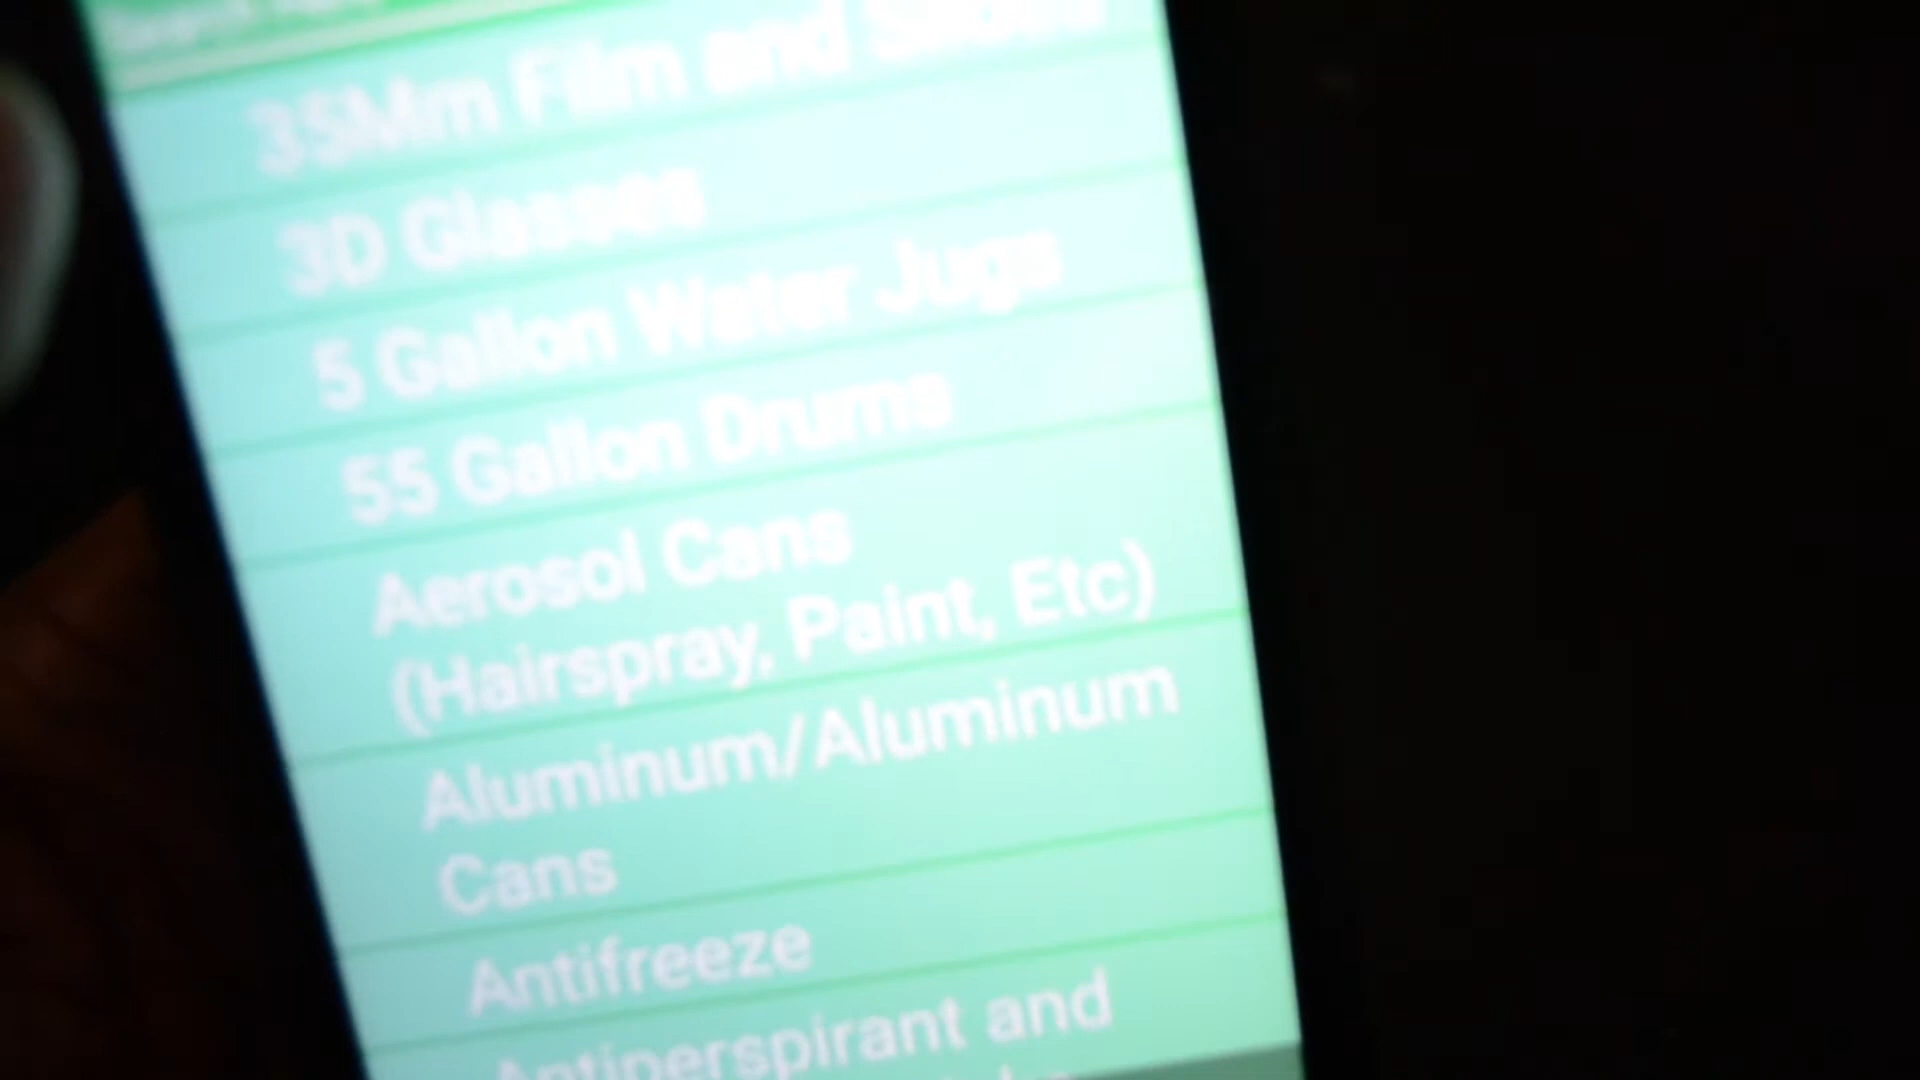 35Mm Film and
3D Glasses
5 Gallon Water Jugs
55 Gallon Drums
Aerosol Cans
(Hairspray, Paint, Etc)
Aluminum/Aluminum
Cans
Antifreeze
Antiperspirant and